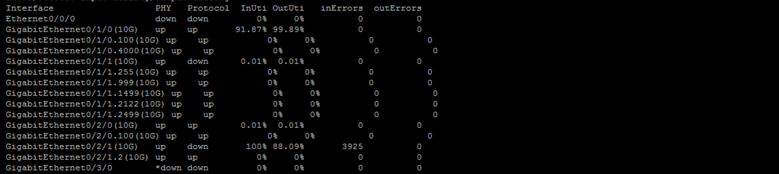 Interface                   PHY   Protocol  InUti  OutUti   inErrors  outErrors
Ethernet0/0/0               down  down         0%     0%          0          0
GigabitEthernet0/1/0(10G)   up    up       91.87% 99.89%          0          0
GigabitEthernet0/1/0.100(10G) up    up           0%     0%          0          0
GigabitEthernet0/1/0.4000(10G) up    up           0%     0%          0          0
GigabitEthernet0/1/1(10G)   up    down      0.01%  0.01%          0          0
GigabitEthernet0/1/1.255(10G) up    up           0%     0%          0          0
GigabitEthernet0/1/1.999(10G) up    up           0%     0%          0          0
GigabitEthernet0/1/1.1499(10G) up    up           0%     0%          0          0
GigabitEthernet0/1/1.2122(10G) up    up           0%     0%          0          0
GigabitEthernet0/1/1.2499(10G) up    up           0%     0%          0          0
GigabitEthernet0/2/0(10G)   up    up        0.01%  0.01%          0          0
GigabitEthernet0/2/0.100(10G) up    up           0%     0%          0          0
GigabitEthernet0/2/1(10G)   up    down       100% 88.09%       3925          0
GigabitEthernet0/2/1.2(10G) up    up           0%     0%          0          0
GigabitEthernet0/3/0        *down down         0%     0%          0          0